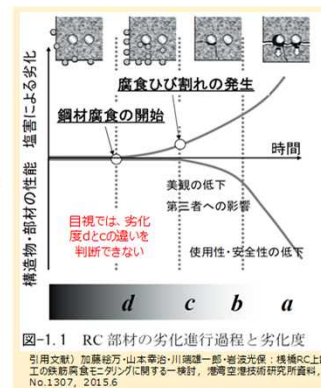 塩害による劣化
構造物・部材の性能
腐食ひび割れの発生
鋼材腐食の開始
時間
美観の低下
第三者への影響
目視では、劣化
度dとcの違いを
判断できない
使用性・安全性の低下
d c b a
図-1.1 RC 部材の劣化進行過程と劣化度
引用文献）加藤絵万・山本幸治・川端雄一郎・岩波光保：桟橋RC上部
工の鉄筋腐食モニタリングに関する一検討，港湾空港技術研究所資料，
No.1307, 2015.6